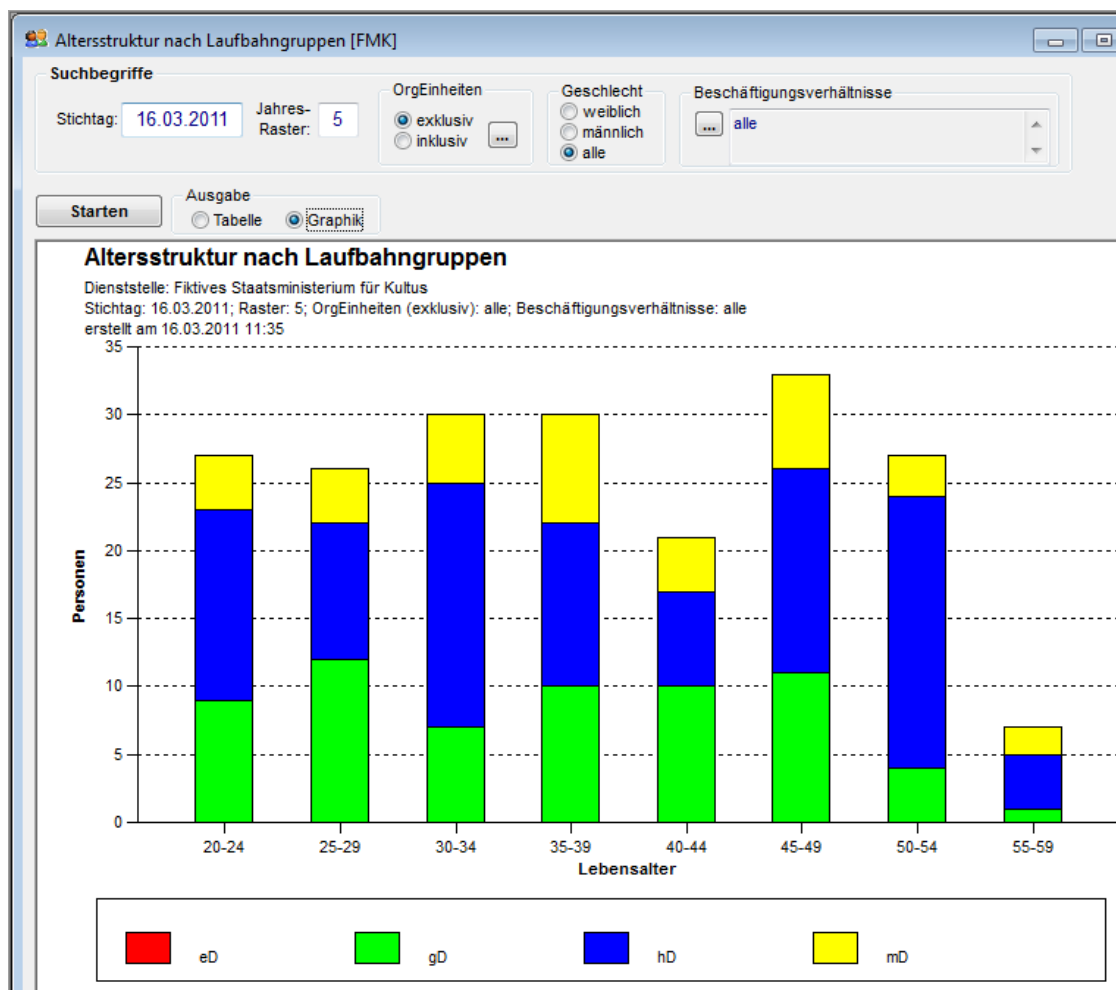 Altersstruktur nach Laufbahngruppen [FMK]
Suchbegriffe
Stichtag: 16.03.2011 Jahres-Raster: 5
OrgEinheiten
exklusiv
inklusiv
...
Geschlecht
weiblich
männlich
alle
Beschäftigungsverhältnisse
... alle
Starten
Ausgabe
Tabelle Graphik
Altersstruktur nach Laufbahngruppen
Dienststelle: Fiktives Staatsministerium für Kultus
Stichtag: 16.03.2011; Raster: 5; OrgEinheiten (exklusiv): alle; Beschäftigungsverhältnisse: alle
erstellt am 16.03.2011 11:35
35
30
25
20
15
10
5
0
Personen
20-24 25-29 30-34 35-39 40-44 45-49 50-54 55-59
Lebensalter
eD gD hD mD